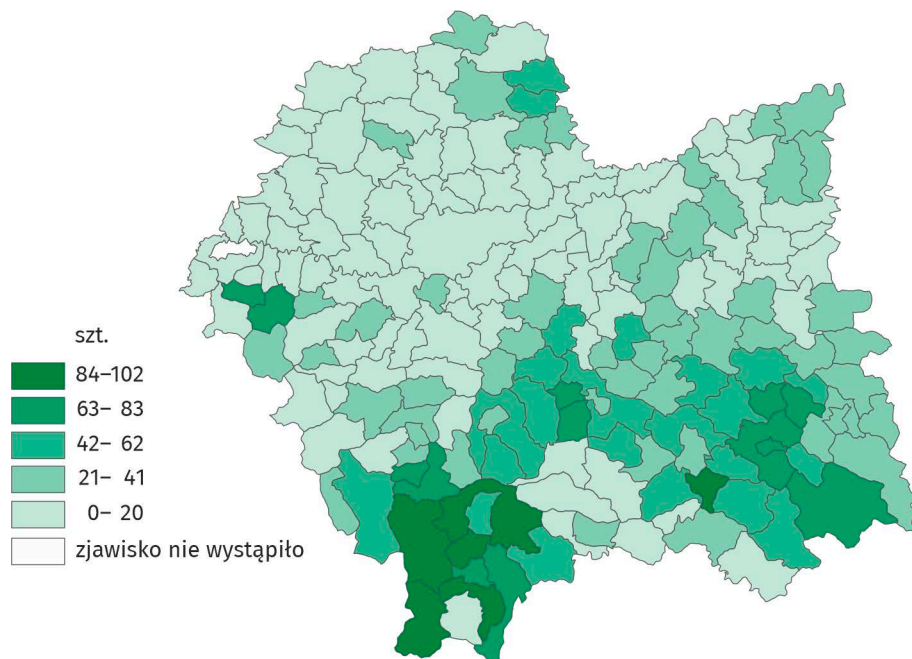 szt.
84–102
63– 83
42– 62
21– 41
0– 20
zjawisko nie wystąpiło